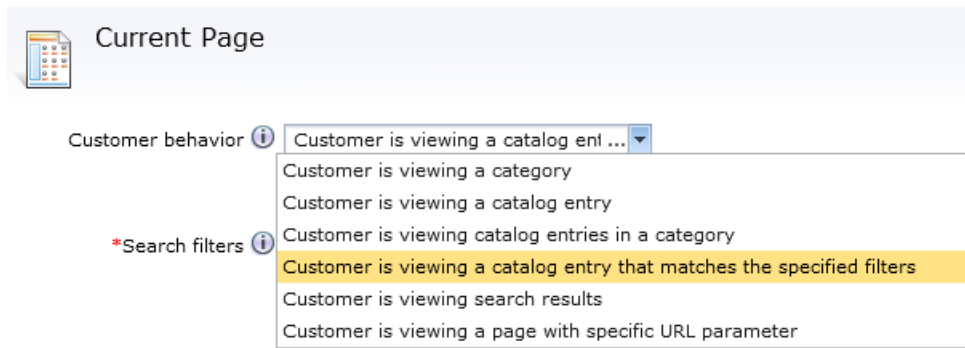 Current Page
Customer behavior
Customer is viewing a catalog ent ...
Customer is viewing a category
Customer is viewing a catalog entry
*Search filters
Customer is viewing catalog entries in a category
Customer is viewing a catalog entry that matches the specified filters
Customer is viewing search results
Customer is viewing a page with specific URL parameter